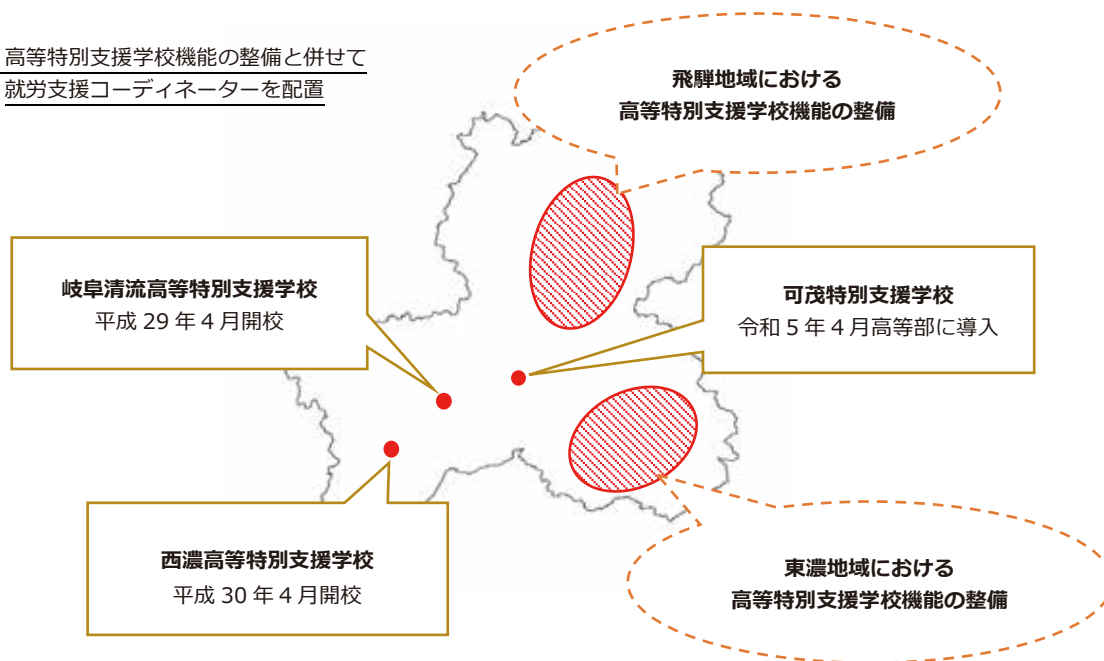 高等特別支援学校機能の整備と併せて
就労支援コーディネーターを配置
飛騨地域における
高等特別支援学校機能の整備
岐阜清流高等特別支援学校
平成 29 年 4 月開校
可茂特別支援学校
令和 5 年 4 月高等部に導入
西濃高等特別支援学校
平成 30 年 4 月開校
東濃地域における
高等特別支援学校機能の整備